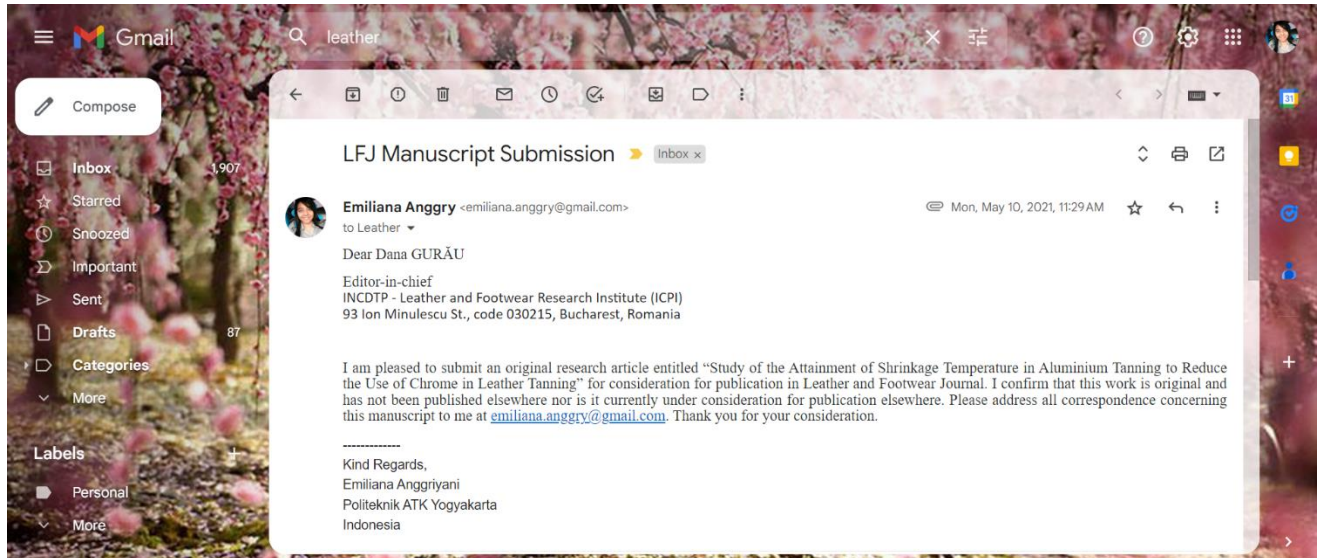 Gmail
leather
Compose
LFJ Manuscript Submission
Inbox x
Inbox 1,907
Starred
Snoozed
Important
Sent
Drafts 87
Categories
More
Labels
Personal
More
Emiliana Anggry <emiliana.anggry@gmail.com>
Mon, May 10, 2021, 11:29 AM
to Leather
Dear Dana GURĂU
Editor-in-chief
INCDTP - Leather and Footwear Research Institute (ICPI)
93 Ion Minulescu St., code 030215, Bucharest, Romania
I am pleased to submit an original research article entitled “Study of the Attainment of Shrinkage Temperature in Aluminium Tanning to Reduce
the Use of Chrome in Leather Tanning” for consideration for publication in Leather and Footwear Journal. I confirm that this work is original and
has not been published elsewhere nor is it currently under consideration for publication elsewhere. Please address all correspondence concerning
this manuscript to me at emiliana.anggry@gmail.com. Thank you for your consideration.
-------------
Kind Regards,
Emiliana Anggriyani
Politeknik ATK Yogyakarta
Indonesia
31